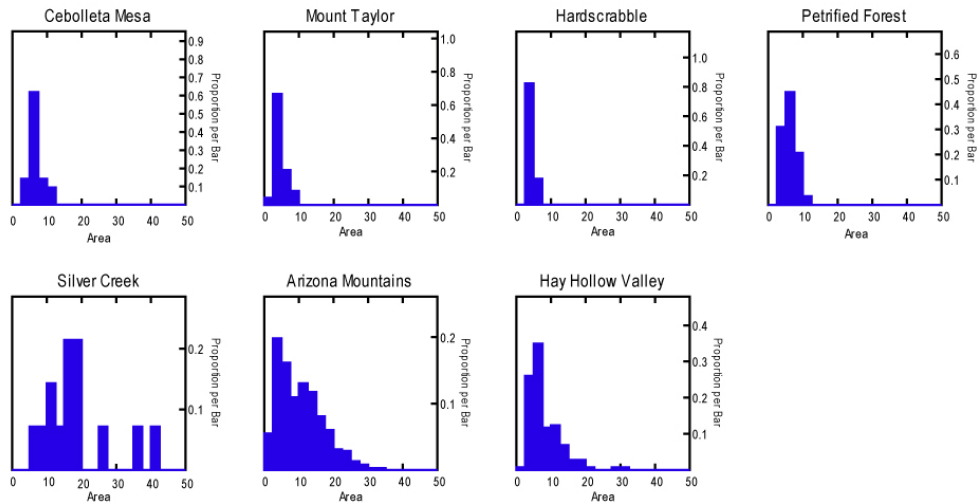 Cebolleta Mesa
0.9
0.8
0.7
0.6
0.5
0.4
0.3
0.2
0.1
Proportion per Bar
0 10 20 30 40 50
Area
Mount Taylor
1.0
0.8
0.6
0.4
0.2
Proportion per Bar
0 10 20 30 40 50
Area
Hardscrabble
1.0
0.8
0.6
0.4
0.2
Proportion per Bar
0 10 20 30 40 50
Area
Petrified Forest
0.6
0.5
0.4
0.3
0.2
0.1
Proportion per Bar
0 10 20 30 40 50
Area
Silver Creek
0.2
0.1
Proportion per Bar
0 10 20 30 40 50
Area
Arizona Mountains
0.2
0.1
Proportion per Bar
0 10 20 30 40 50
Area
Hay Hollow Valley
0.4
0.3
0.2
0.1
Proportion per Bar
0 10 20 30 40 50
Area